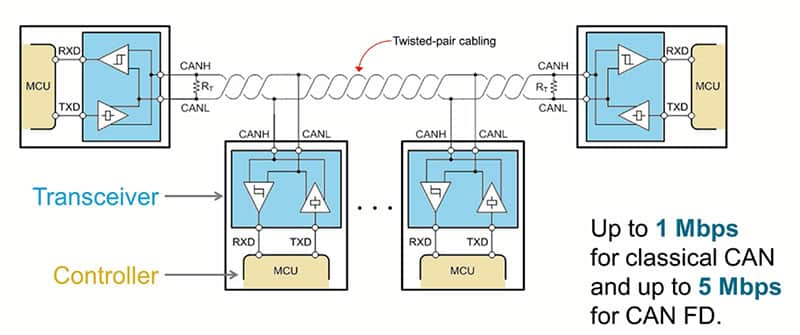 Twisted-pair cabling
RXD
MCU
TXD
CANH
RT
CANL
CANH
RT
CANL
RXD
MCU
TXD
CANH
CANL
CANH
CANL
Transceiver
. . .
RXD
TXD
RXD
TXD
Controller
MCU
MCU
Up to 1 Mbps
for classical CAN
and up to 5 Mbps
for CAN FD.